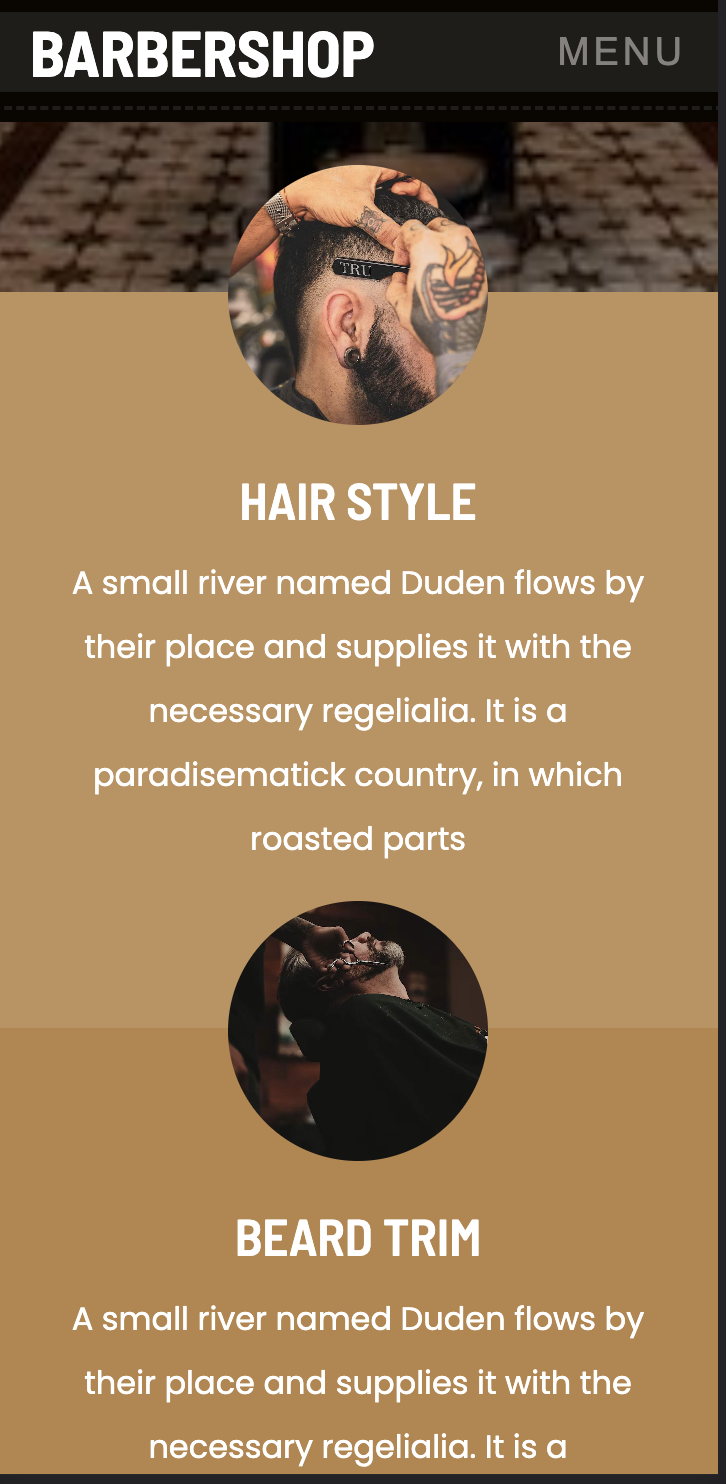 BARBERSHOP MENU
TRU
HAIR STYLE
A small river named Duden flows by
their place and supplies it with the
necessary regelialia. It is a
paradisematick country, in which
roasted parts
BEARD TRIM
A small river named Duden flows by
their place and supplies it with the
necessary regelialia. It is a